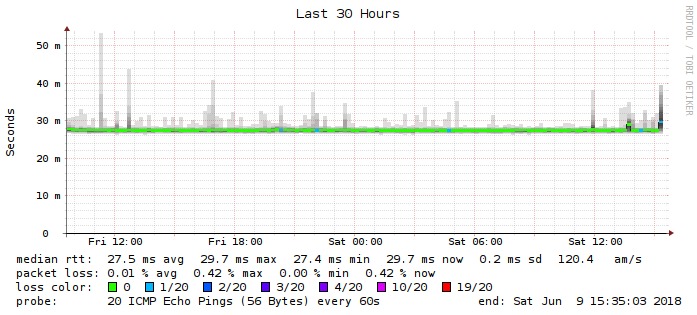 Last 30 Hours
RRDTOOL / TOBI OETIKER
Seconds
50 m
40 m
30 m
20 m
10 m
0
Fri 12:00 Fri 18:00 Sat 00:00 Sat 06:00 Sat 12:00
median rtt: 27.5 ms avg 29.7 ms max 27.4 ms min 29.7 ms now 0.2 ms sd 120.4 am/s
packet loss: 0.01 % avg 0.42 % max 0.00 % min 0.42 % now
loss color: 0 1/20 2/20 3/20 4/20 10/20 19/20
probe: 20 ICMP Echo Pings (56 Bytes) every 60s end: Sat Jun 9 15:35:03 2018